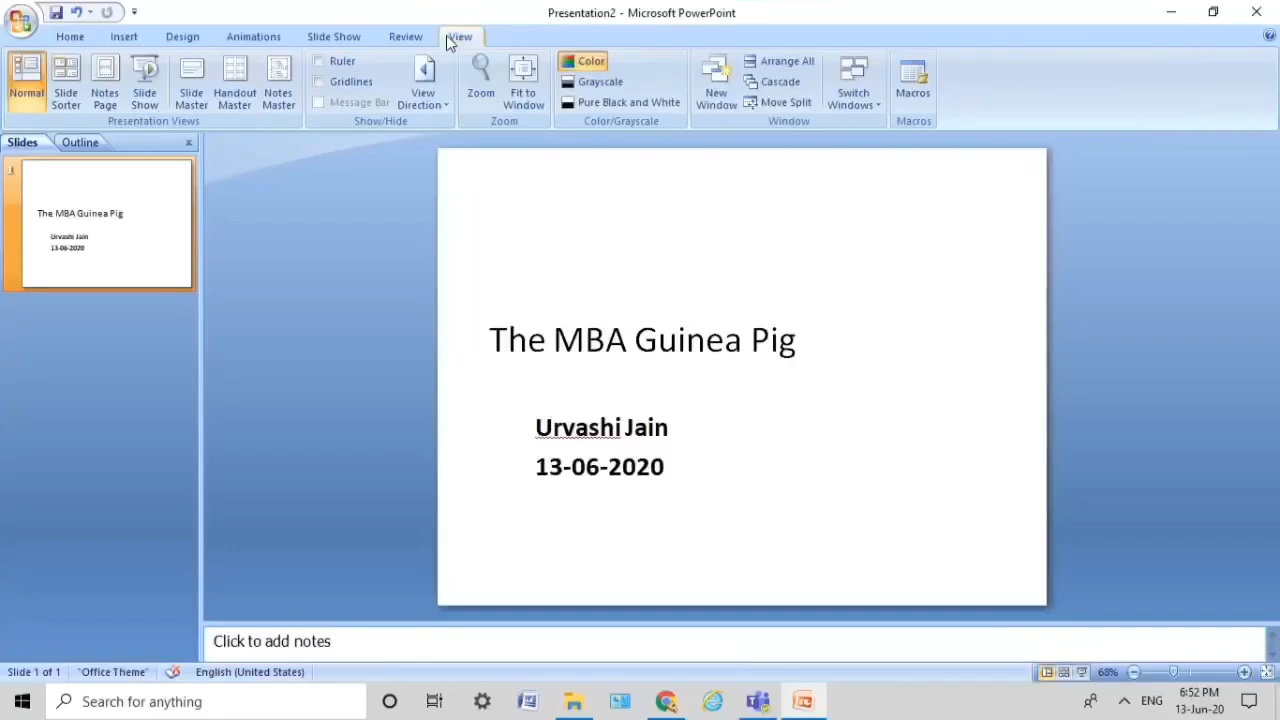 Presentation2 - Microsoft PowerPoint
Home Insert Design Animations Slide Show Review View
Normal Slide Sorter Notes Page Slide Show Slide Master Handout Master Notes Master
Presentation Views
Ruler
Gridlines
Message Bar
View Direction
Show/Hide
Zoom Fit to Window
Zoom
Color
Grayscale
Pure Black and White
Color/Grayscale
New Window
Arrange All
Cascade
Move Split
Switch Windows
Window
Macros
Macros
Slides Outline
1
The MBA Guinea Pig
Urvashi Jain
13-06-2020
The MBA Guinea Pig
Urvashi Jain
13-06-2020
Click to add notes
Slide 1 of 1 "Office Theme" English (United States) 68%
Search for anything
ENG
6:52 PM
13-Jun-20